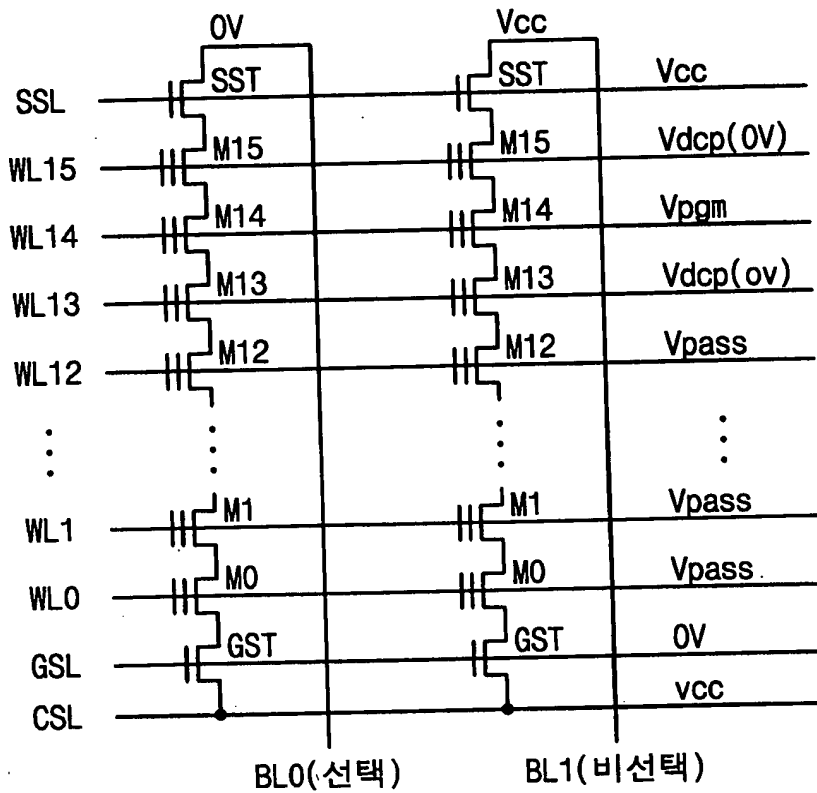 0V Vcc
SSL SST SST Vcc
WL15 M15 M15 Vdcp(0V)
WL14 M14 M14 Vpgm
WL13 M13 M13 Vdcp(ov)
WL12 M12 M12 Vpass
WL1 M1 M1 Vpass
WL0 M0 M0 Vpass
GSL GST GST 0V
CSL vcc
BL0(선택) BL1(비선택)